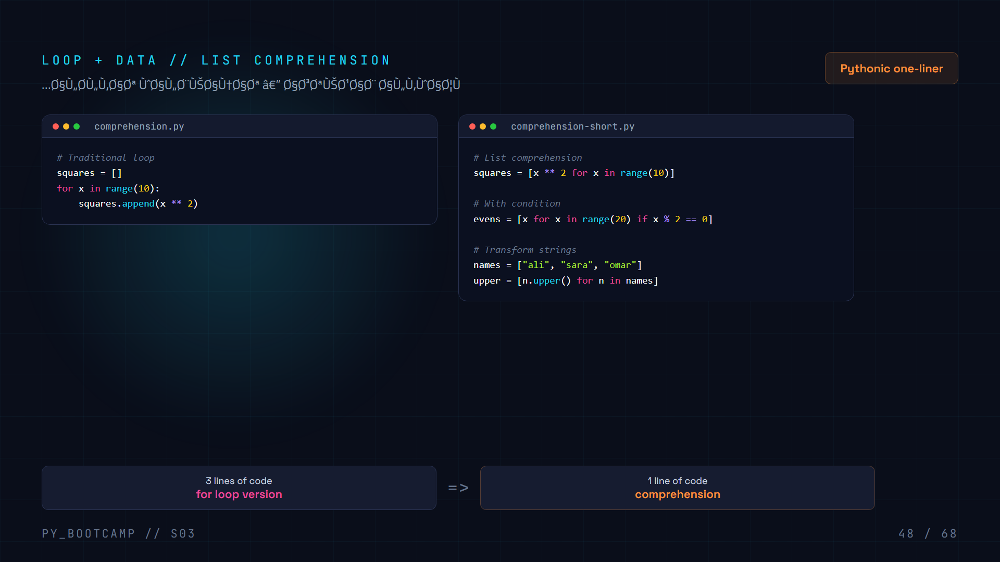 LOOP + DATA // LIST COMPREHENSION
Pythonic one-liner
...Ø§Ù„ØÙ„Ù‚Ø§Øª ÙˆØ§Ù„Ø¨ÙŠØ§Ù†Ø§Øª â€” Ø§Ø³ØªÙŠØ¹Ø§Ø¨ Ø§Ù„Ù‚ÙˆØ§Ø¦Ù
comprehension.py
# Traditional loop
squares = []
for x in range(10):
    squares.append(x ** 2)
comprehension-short.py
# List comprehension
squares = [x ** 2 for x in range(10)]
# With condition
evens = [x for x in range(20) if x % 2 == 0]
# Transform strings
names = ["ali", "sara", "omar"]
upper = [n.upper() for n in names]
3 lines of code
for loop version
=>
1 line of code
comprehension
PY_BOOTCAMP // S03
48 / 68